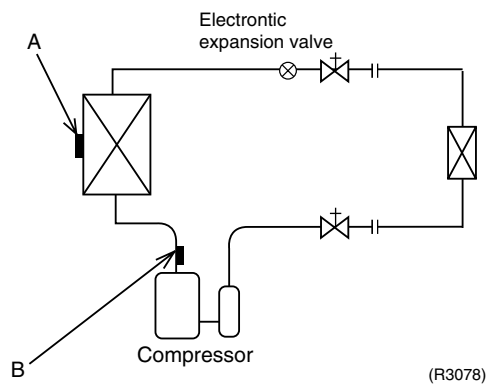 Electrontic
expansion valve
A
Compressor
B
(R3078)